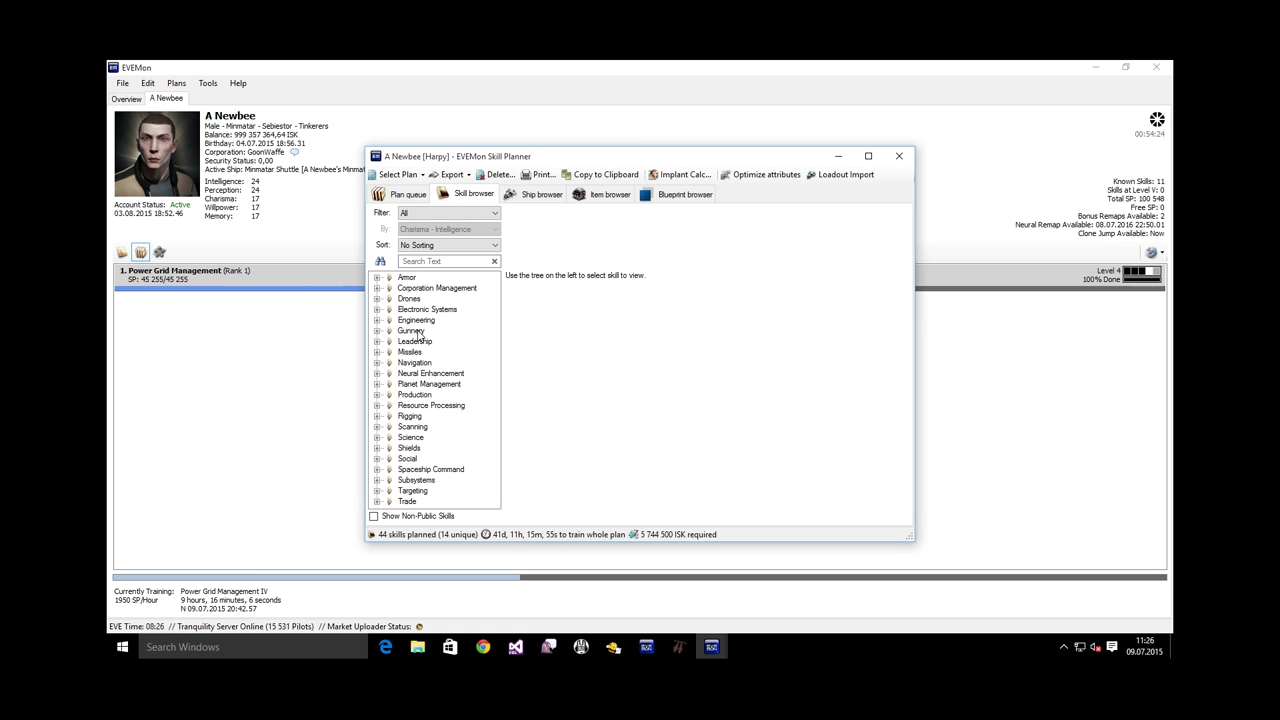 EVEMon
File Edit Plans Tools Help
Overview A Newbee
A Newbee
Male - Minmatar - Sebiestor - Tinkerers
Balance: 999 357 364,64 ISK
Birthday: 04.07.2015 18:56.31
Corporation: GoonWaffe
Security Status: 0,00
Active Ship: Minmatar Shuttle [A Newbee's Minmat
Intelligence: 24
Perception: 24
Charisma: 17
Willpower: 17
Memory: 17
Account Status: Active
03.08.2015 18:52.46
00:54:24
Known Skills: 11
Skills at Level V: 0
Total SP: 100 548
Free SP: 0
Bonus Remaps Available: 2
Neural Remap Available: 08.07.2016 22:50.01
Clone Jump Available: Now
1. Power Grid Management (Rank 1)
SP: 45 255/45 255
Level 4
100% Done
A Newbee [Harpy] - EVEMon Skill Planner
Select Plan Export Delete... Print... Copy to Clipboard Implant Calc... Optimize attributes Loadout Import
Plan queue Skill browser Ship browser Item browser Blueprint browser
Filter: All
By: Charisma - Intelligence
Sort: No Sorting
Search Text
Use the tree on the left to select skill to view.
Armor
Corporation Management
Drones
Electronic Systems
Engineering
Gunnery
Leadership
Missiles
Navigation
Neural Enhancement
Planet Management
Production
Resource Processing
Rigging
Scanning
Science
Shields
Social
Spaceship Command
Subsystems
Targeting
Trade
Show Non-Public Skills
44 skills planned (14 unique) 41d, 11h, 15m, 55s to train whole plan 5 744 500 ISK required
Currently Training: Power Grid Management IV
1950 SP/Hour 9 hours, 16 minutes, 6 seconds
N 09.07.2015 20:42.57
EVE Time: 08:26 // Tranquility Server Online (15 531 Pilots) // Market Uploader Status:
Search Windows
11:26
09.07.2015